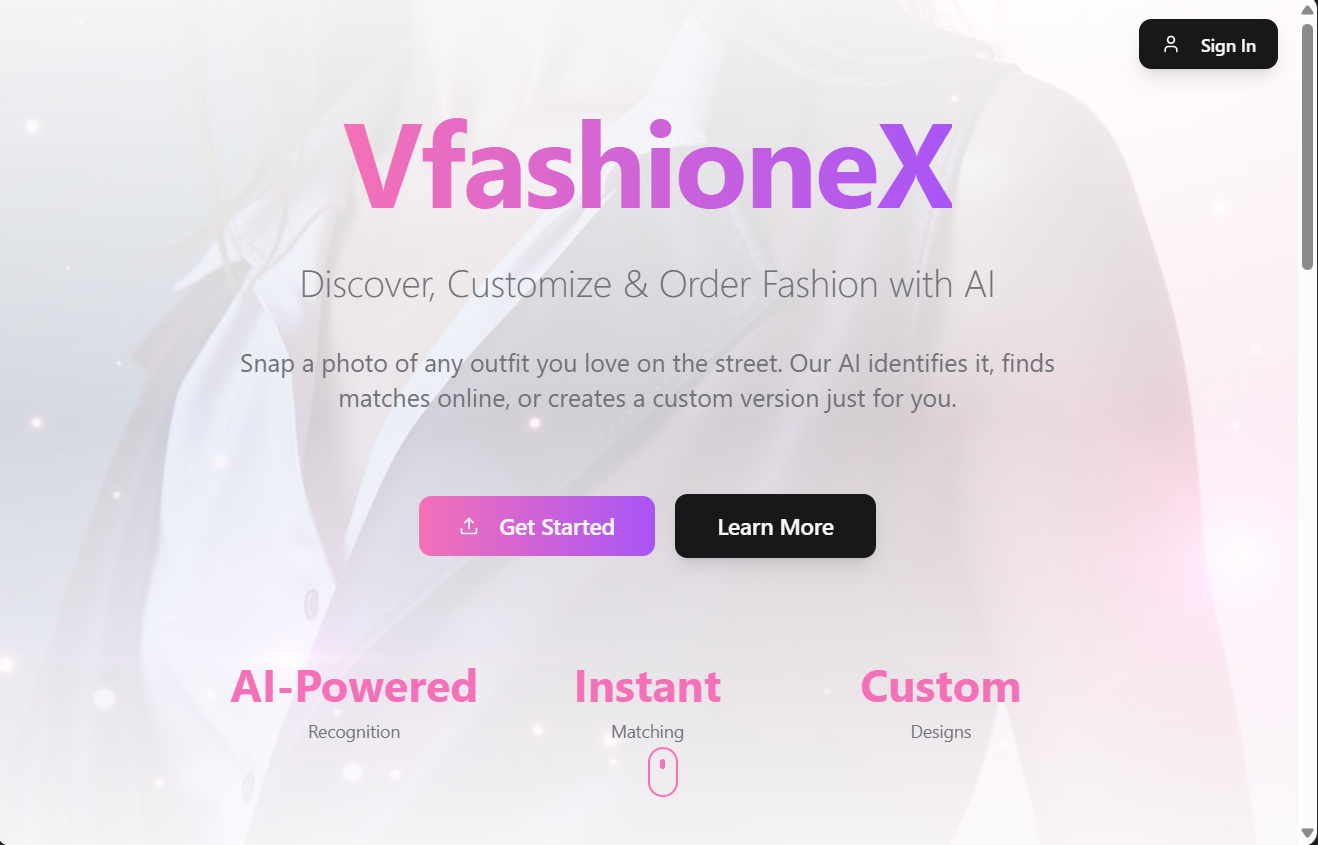 Sign In
VfashioneX
Discover, Customize & Order Fashion with AI
Snap a photo of any outfit you love on the street. Our AI identifies it, finds
matches online, or creates a custom version just for you.
Get Started
Learn More
AI-Powered
Recognition
Instant
Matching
Custom
Designs